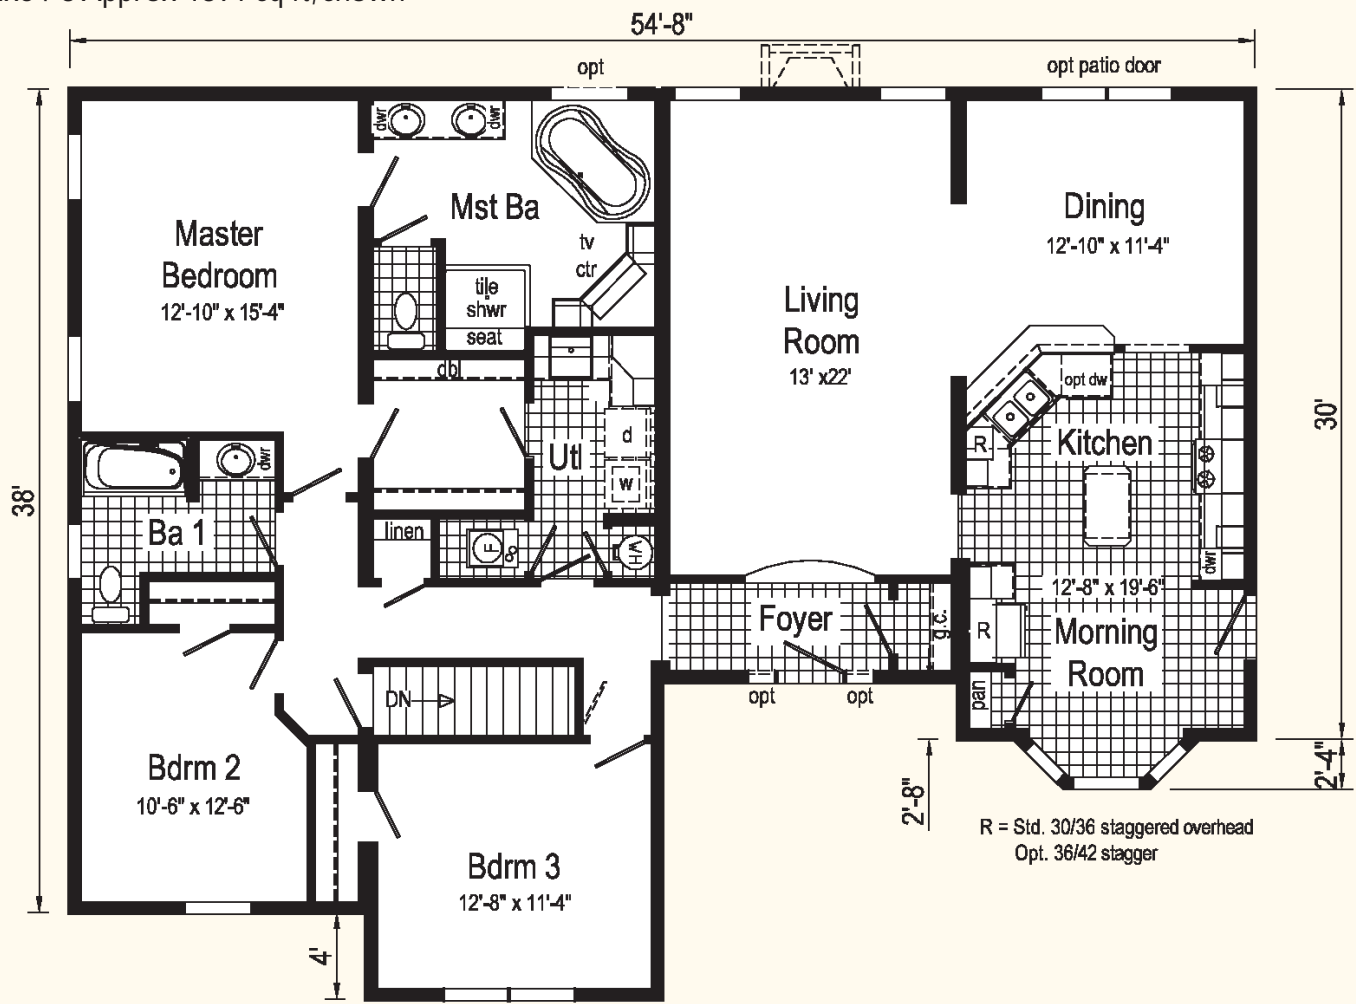 54'-8"
opt
opt patio door
dwr
dwr
Mst Ba
Master
Bedroom
12'-10" x 15'-4"
tv
ctr
tile
shwr
seat
Dining
12'-10" x 11'-4"
Living
Room
13' x22'
30'
38'
dbl
opt dw
R
Kitchen
d
w
Utl
dwr
Ba 1
linen
F
WH
dwr
12'-8" x 19'-6"
Foyer
g.c.
R
Morning
Room
pan
opt
opt
DN
Bdrm 2
10'-6" x 12'-6"
2'-8"
2'-4"
R = Std. 30/36 staggered overhead
Opt. 36/42 stagger
Bdrm 3
12'-8" x 11'-4"
4'